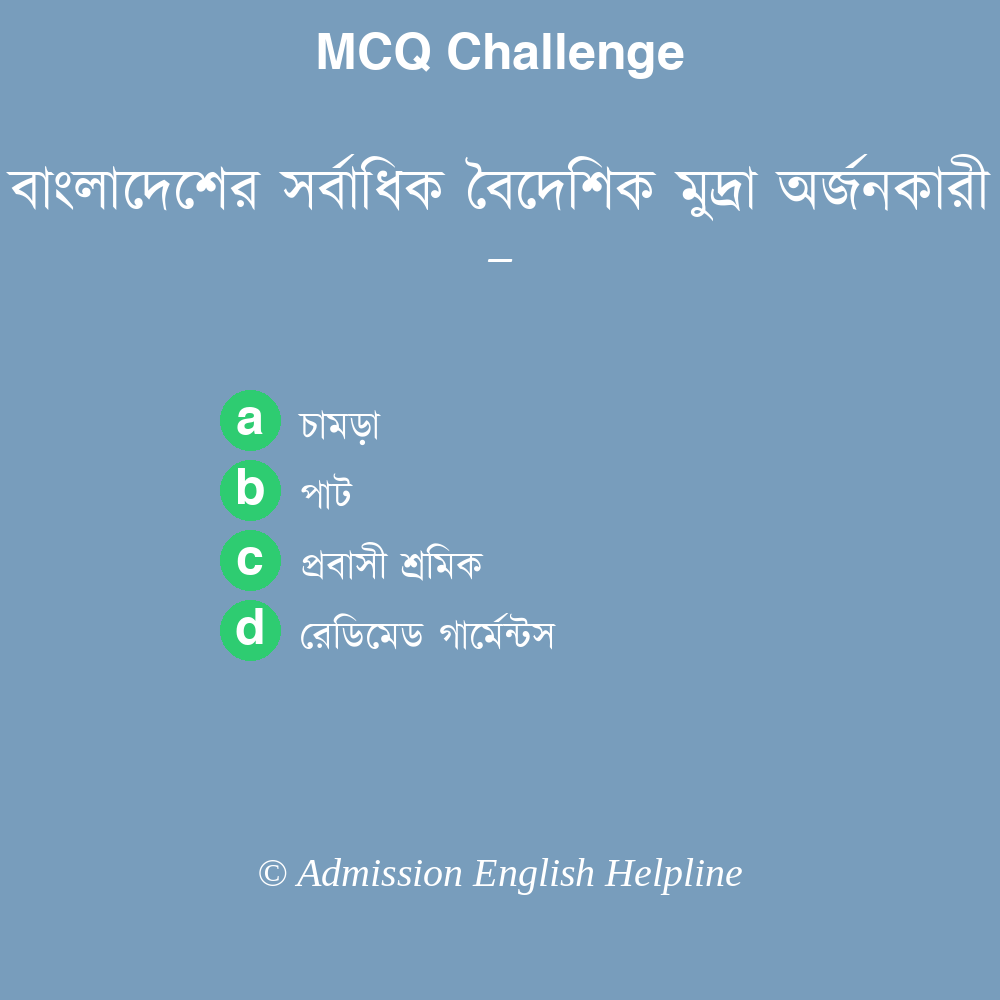 MCQ Challenge
বাংলাদেশের সর্বাধিক বৈদেশিক মুদ্রা অর্জনকারী
–
a চামড়া
b পাট
c প্রবাসী শ্রমিক
d রেডিমেড গার্মেন্টস
© Admission English Helpline